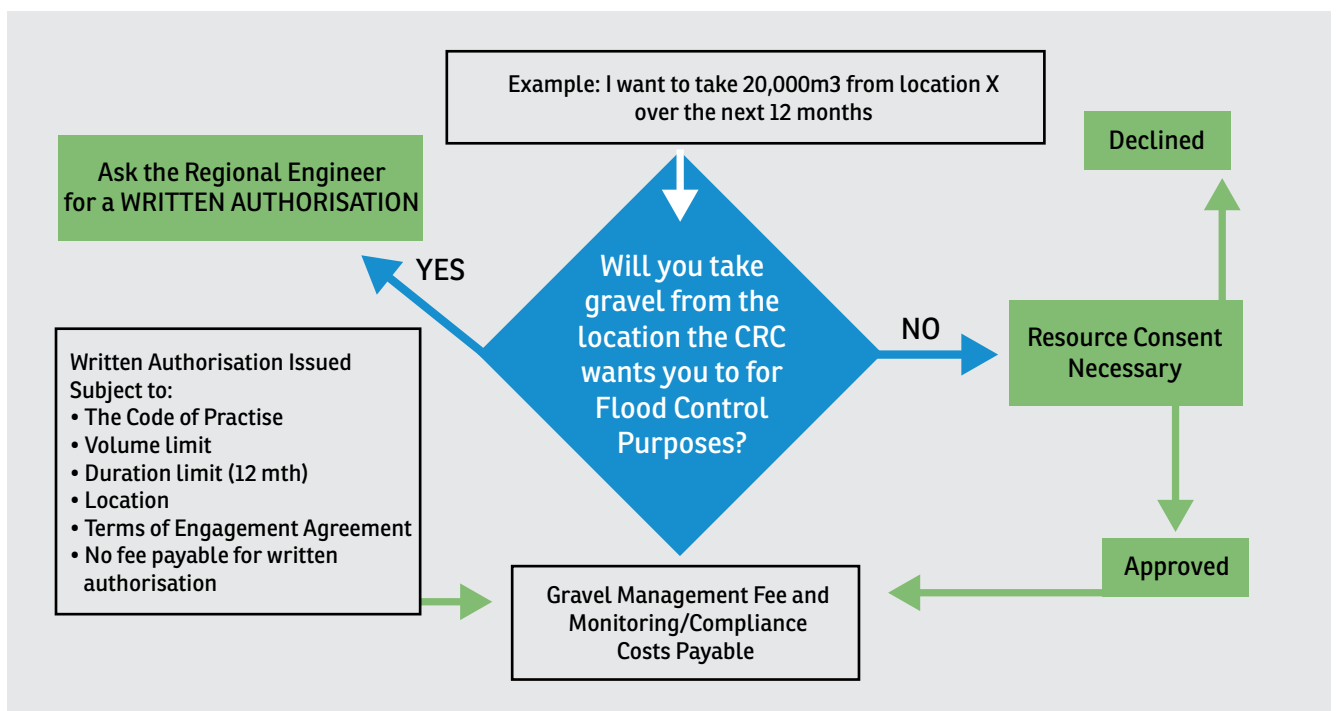 Example: I want to take 20,000m3 from location X
over the next 12 months
Ask the Regional Engineer
for a WRITTEN AUTHORISATION
Declined
YES
Will you take
gravel from the
location the CRC
wants you to for
Flood Control
Purposes?
NO
Resource Consent
Necessary
Written Authorisation Issued
Subject to:
• The Code of Practise
• Volume limit
• Duration limit (12 mth)
• Location
• Terms of Engagement Agreement
• No fee payable for written
authorisation
Approved
Gravel Management Fee and
Monitoring/Compliance
Costs Payable